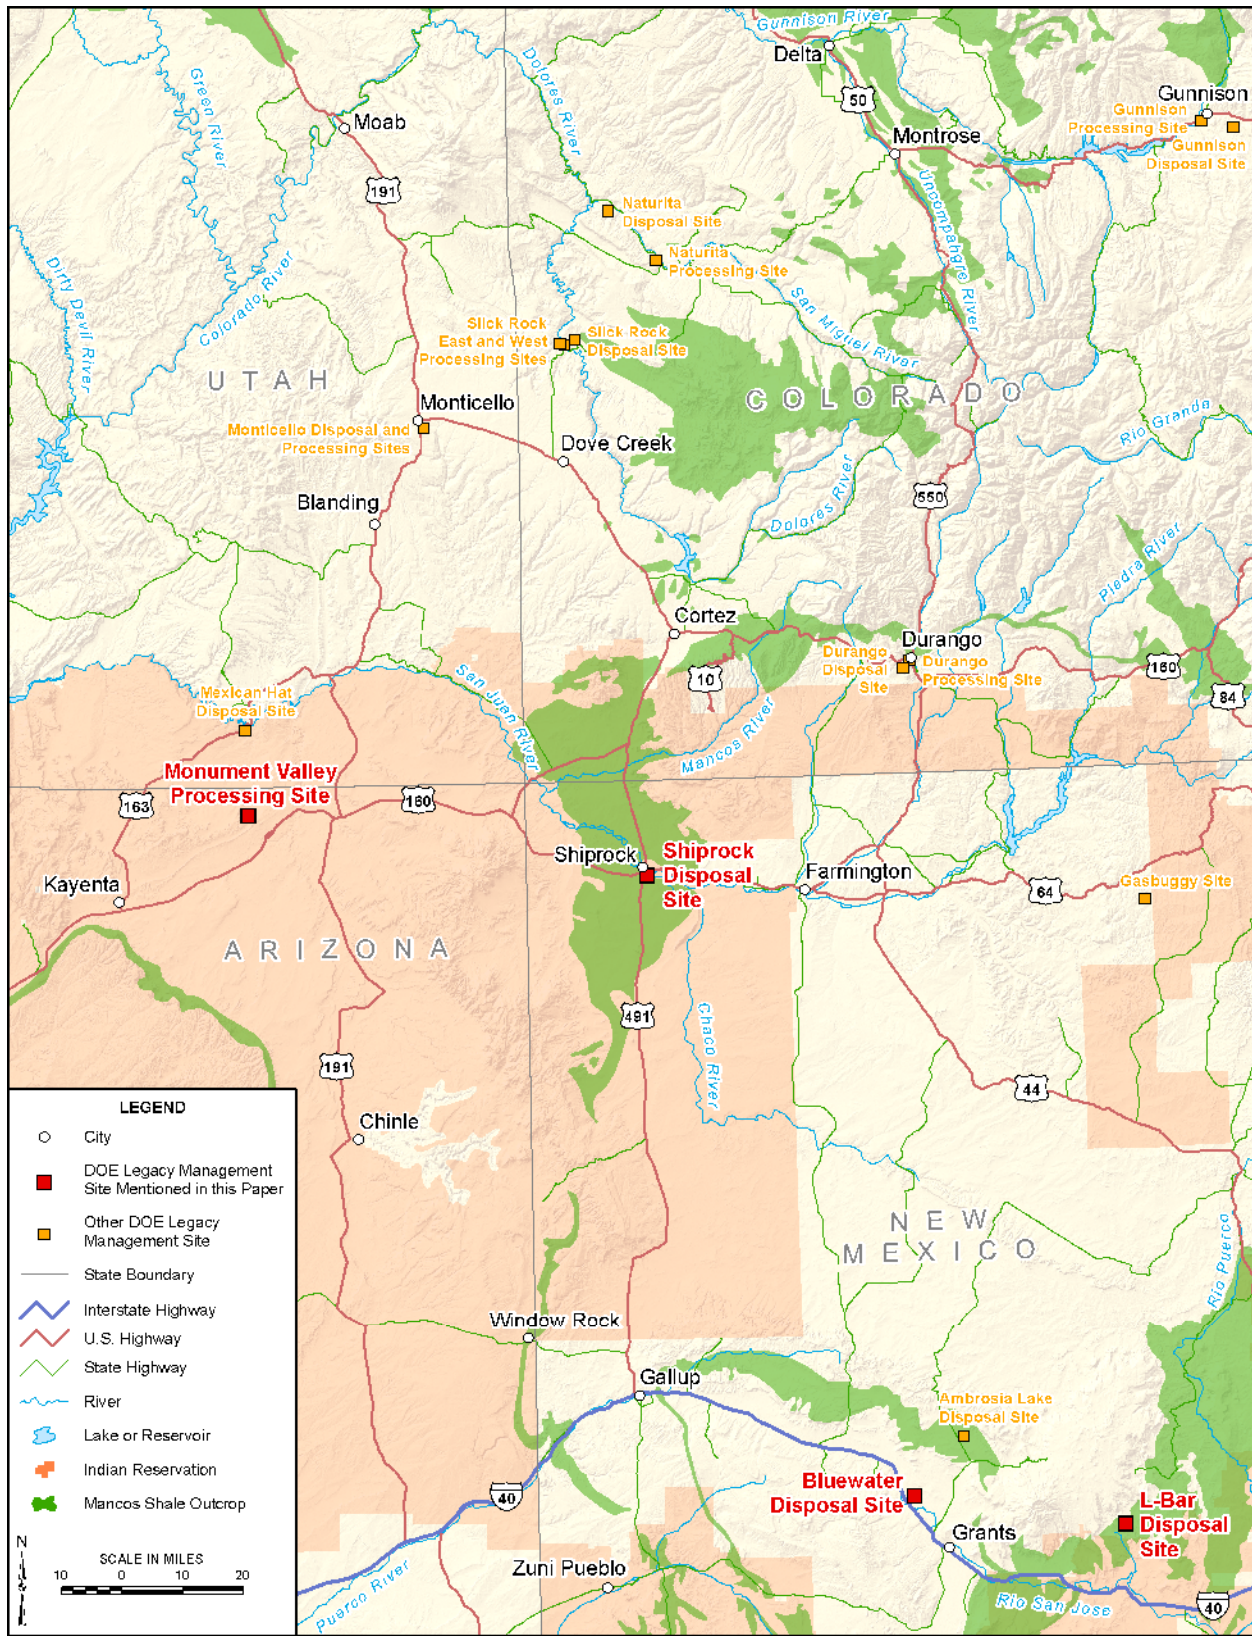 Gunnison River
Delta
50
Gunnison
Gunnison
Processing Site
Gunnison
Disposal Site
Montrose
Green River
Moab
Dolores River
191
Uncompahgre River
Naturita
Disposal Site
Naturita
Processing Site
Dirty Devil River
Colorado River
San Miguel River
Slick Rock
East and West
Processing Sites
Slick Rock
Disposal Site
UTAH
COLORADO
Monticello
Monticello Disposal and
Processing Sites
Rio Grande
Dove Creek
Blanding
550
Dolores River
Piedra River
Cortez
Durango
Durango
Disposal
Site
Durango
Processing Site
10
160
84
San Juan River
Mancos River
Mexican Hat
Disposal Site
Monument Valley
Processing Site
163
160
Shiprock
Shiprock
Disposal
Site
Farmington
64
Gasbuggy Site
Kayenta
ARIZONA
491
Chaco River
191
44
Chinle
NEW
MEXICO
Rio Puerco
Window Rock
Gallup
Ambrosia Lake
Disposal Site
40
Bluewater
Disposal Site
L-Bar
Disposal
Site
Grants
Zuni Pueblo
Puerco River
Rio San Jose
40
LEGEND
City
DOE Legacy Management
Site Mentioned in this Paper
Other DOE Legacy
Management Site
State Boundary
Interstate Highway
U.S. Highway
State Highway
River
Lake or Reservoir
Indian Reservation
Mancos Shale Outcrop
N
SCALE IN MILES
10 0 10 20